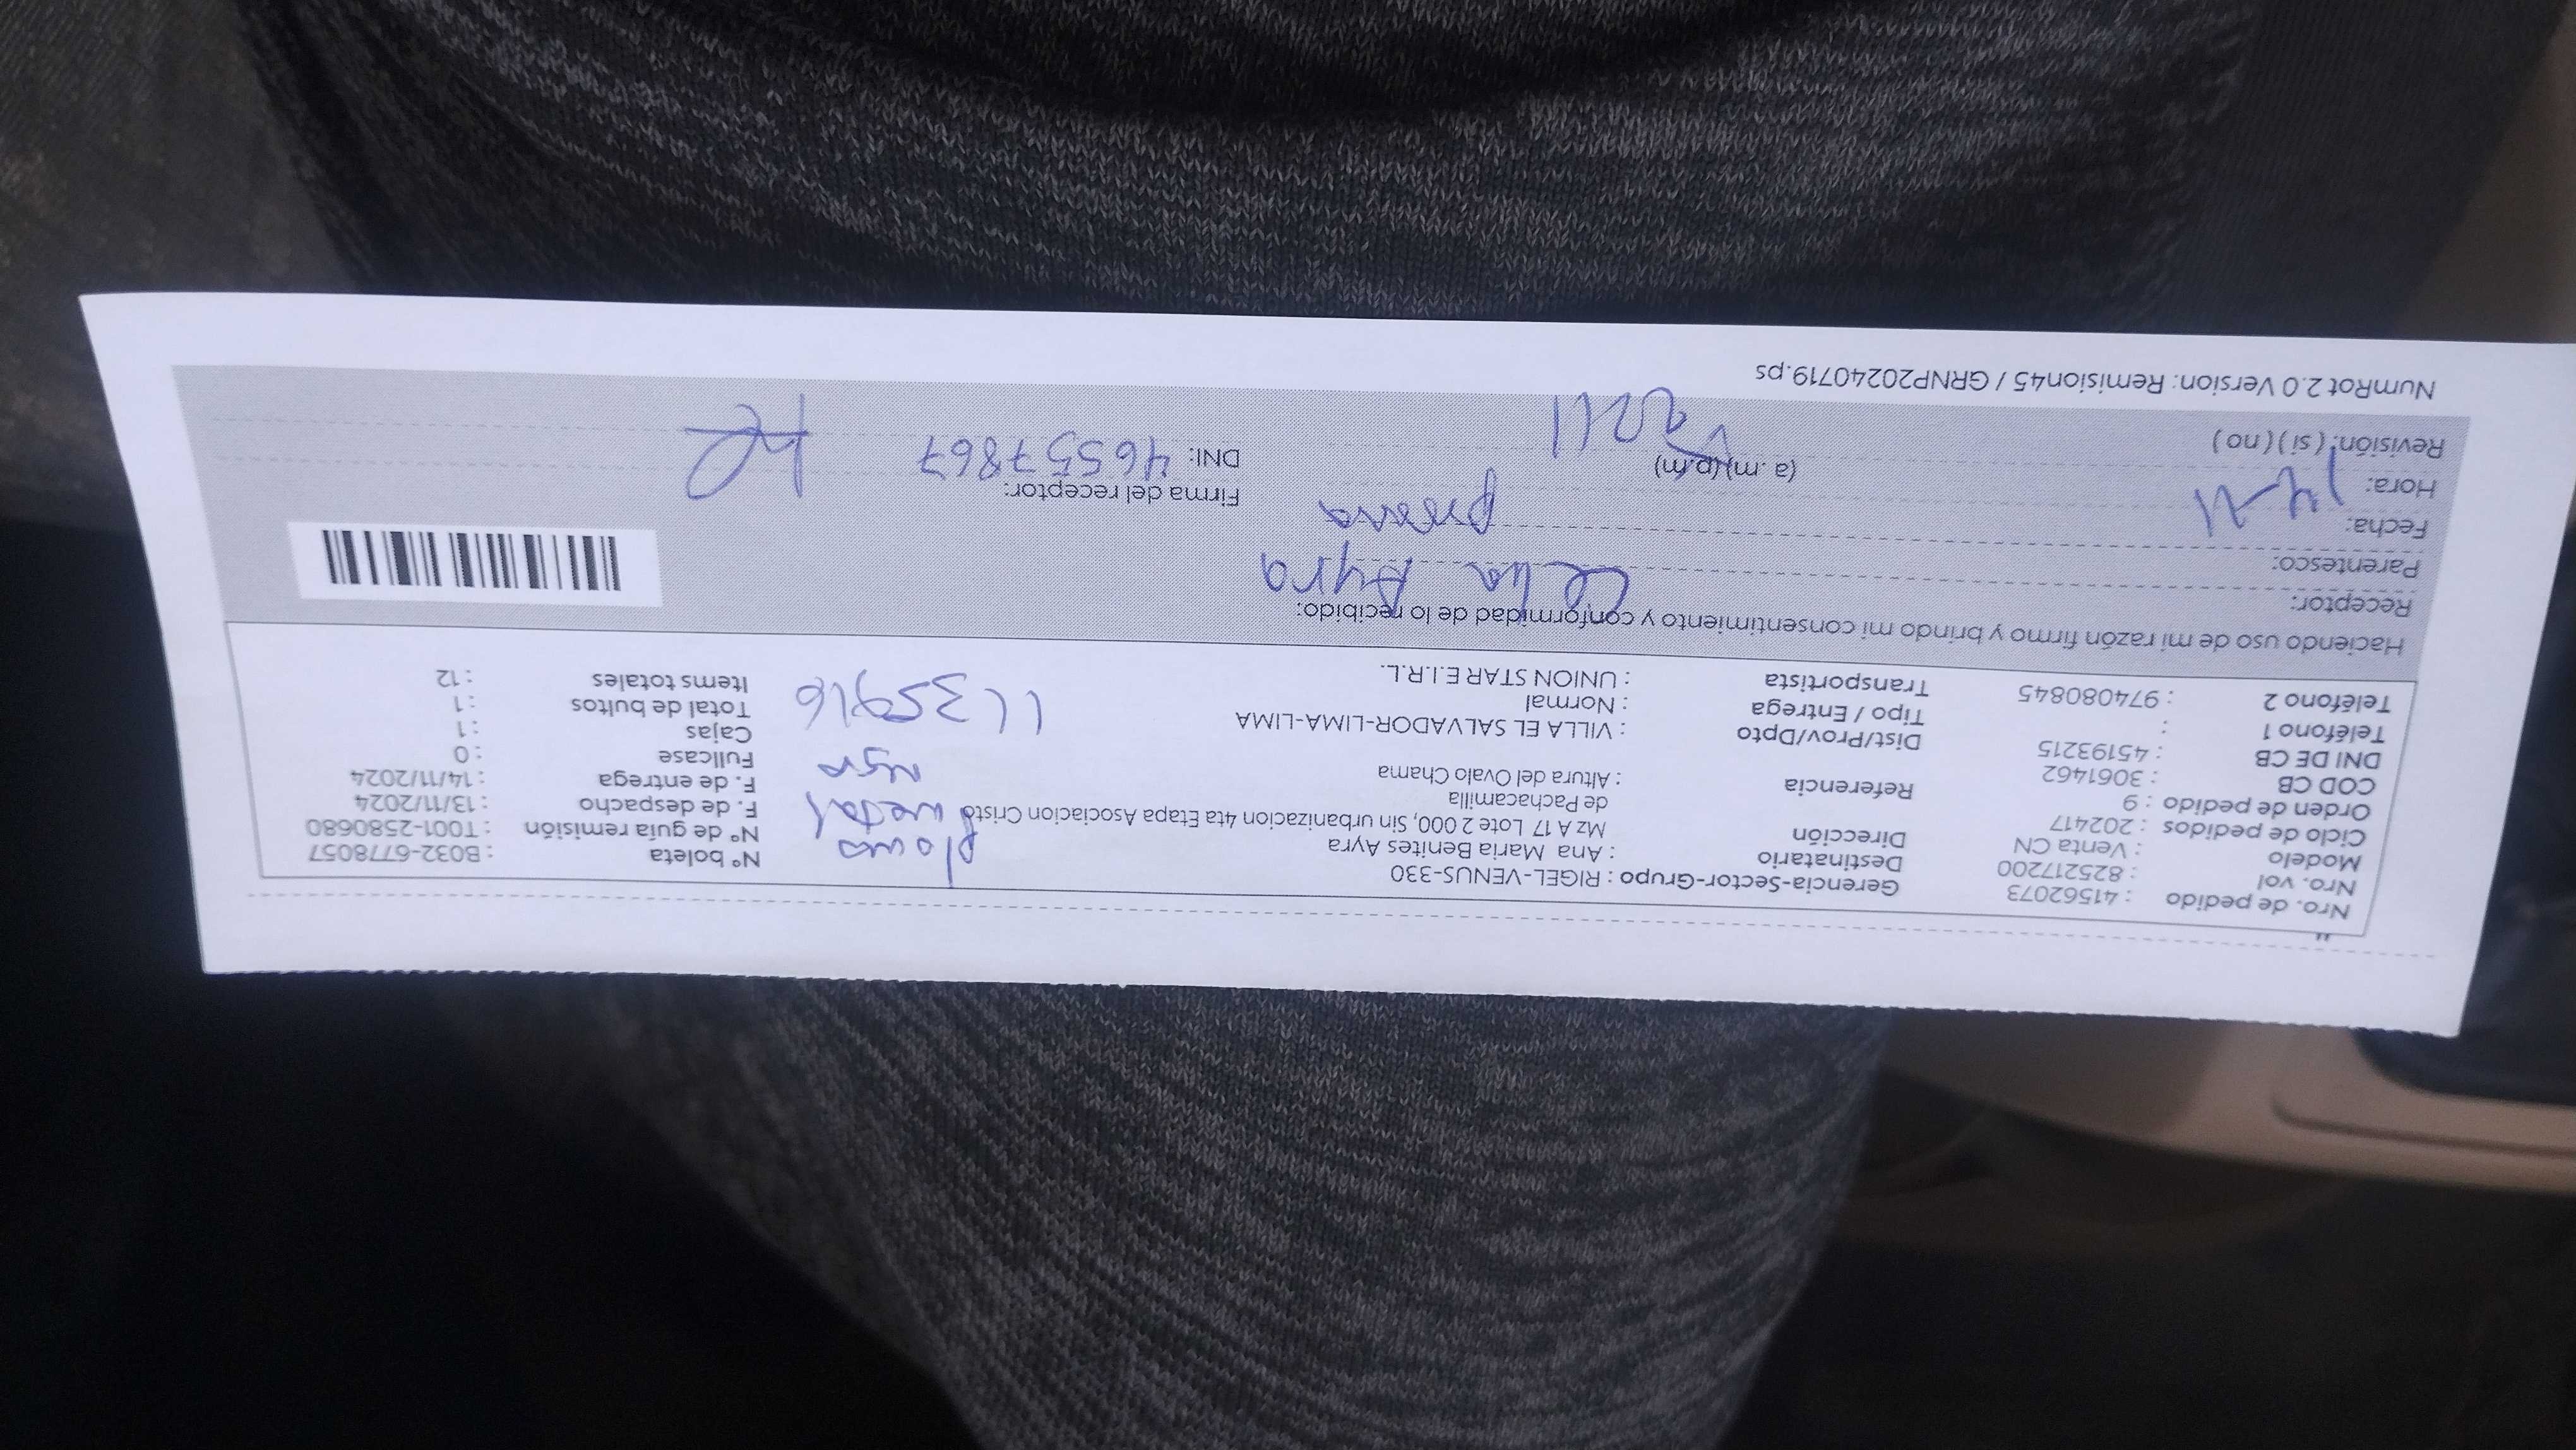 Nro. de pedido : 41562073 Gerencia-Sector-Grupo : RIGEL-VENUS-330
Nro. vol : 825217200 Destinatario : Ana Maria Benites Ayra
Modelo : Venta CN Dirección Mz A 17 Lote 2 000, Sin urbanizacion 4ta Etapa Asociacion Cristo
Ciclo de pedidos : 202417 de Pachacamilla
Orden de pedido : 9 Referencia : Altura del Ovalo Chama
COD CB : 3061462 Dist/Prov/Dpto : VILLA EL SALVADOR-LIMA-LIMA
DNI DE CB : 45193215 Tipo / Entrega : Normal
Teléfono 1 : Transportista : UNION STAR E.I.R.L.
Teléfono 2 : 974080845
Nº boleta : B032-6778057
Nº de guía remisión : T001-2580680
F. de despacho : 13/11/2024
F. de entrega : 14/11/2024
Fullcase : 0
Cajas : 1
Total de bultos : 1
Items totales : 12
plomo
metal
Haciendo uso de mi razón firmo y brindo mi consentimiento y conformidad de lo recibido:
Receptor: Celia Ayra
Parentesco:
Fecha: 14-11
Hora: (a.m)(p.m)
Revisión: (si) (no)
Firma del receptor:
DNI: 46557867
NumRot 2.0 Version: Remision45 / GRNP20240719.ps